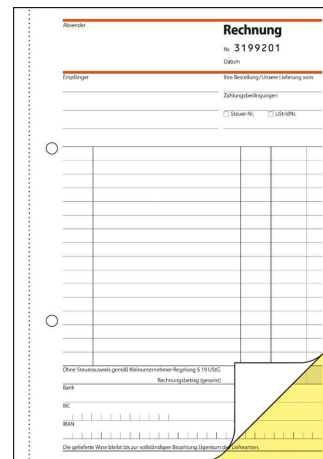 Absender
Rechnung
Nr. 3199201
Datum
Empfänger
Ihre Bestellung/Unsere Lieferung vom
Zahlungsbedingungen
Steuer-Nr. USt-IdNr.
Ohne Steuerausweis gemäß Kleinunternehmer-Regelung § 19 UStG.
Rechnungsbetrag (gesamt)
Bank
BIC
IBAN
Die gelieferte Ware bleibt bis zur vollständigen Bezahlung Eigentum des Lieferanten.